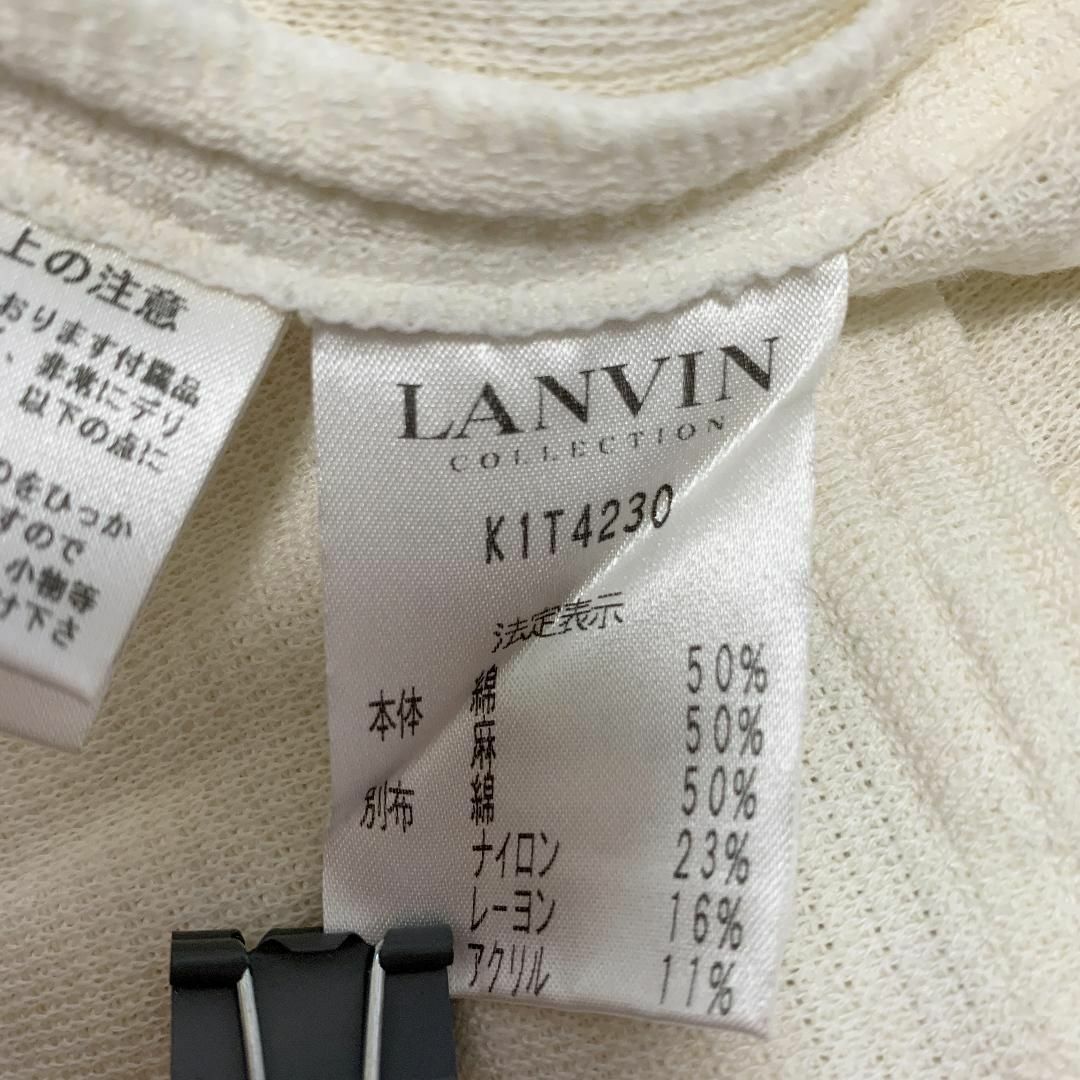 上の注意
おります付属品
、非常にデリ
以下の点に
のをひっか
すので
、小物等
け下さ
LANVIN
COLLECTION
K1T4230
法定表示
本体 綿 50%
麻 50%
別布 綿 50%
ナイロン 23%
レーヨン 16%
アクリル 11%